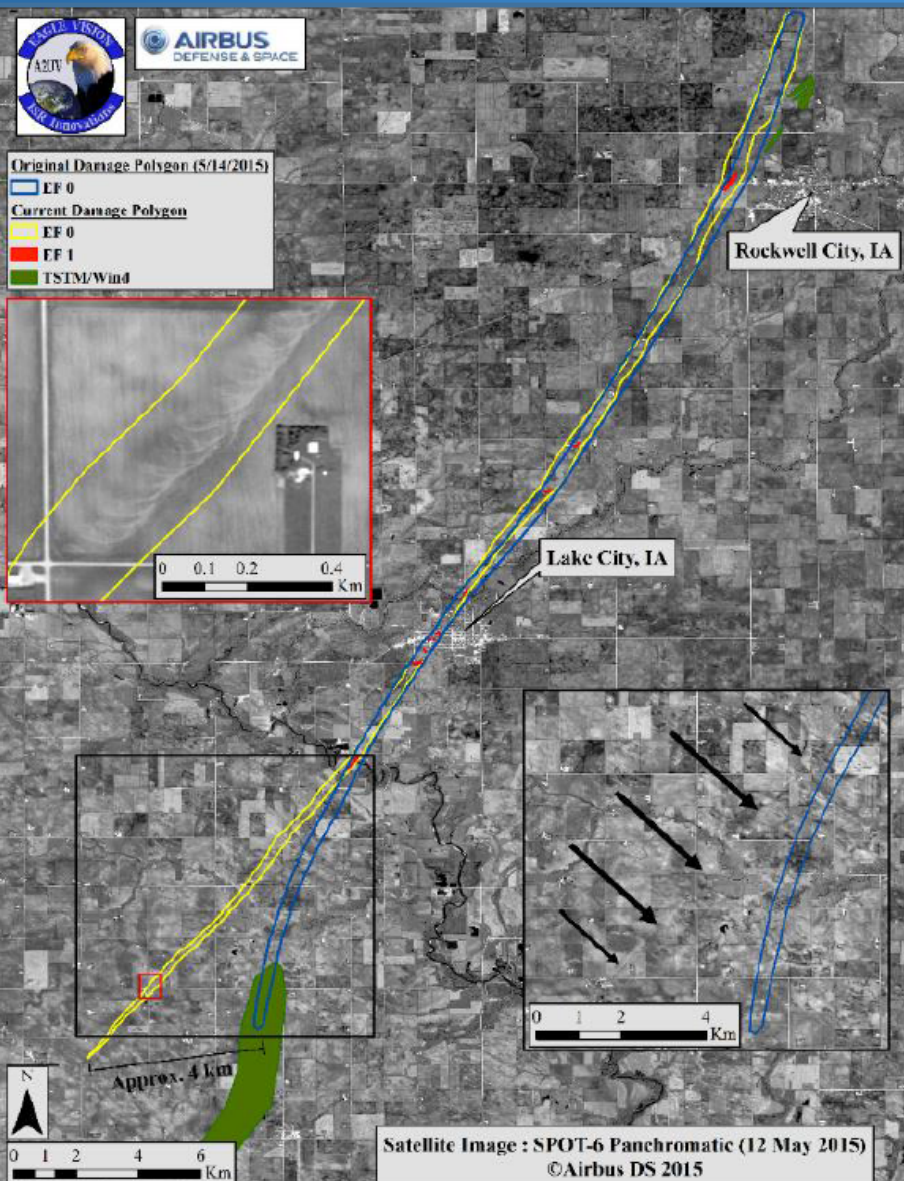 EAGLE VISION
A2UV
ISR Innovations
AIRBUS
DEFENSE & SPACE
Original Damage Polygon (5/14/2015)
EF 0
Current Damage Polygon
EF 0
EF 1
TSTM/Wind
Rockwell City, IA
0 0.1 0.2 0.4
Km
Lake City, IA
0 1 2 4
Km
Approx. 4 km
N
0 1 2 4 6
Km
Satellite Image : SPOT-6 Panchromatic (12 May 2015)
©Airbus DS 2015